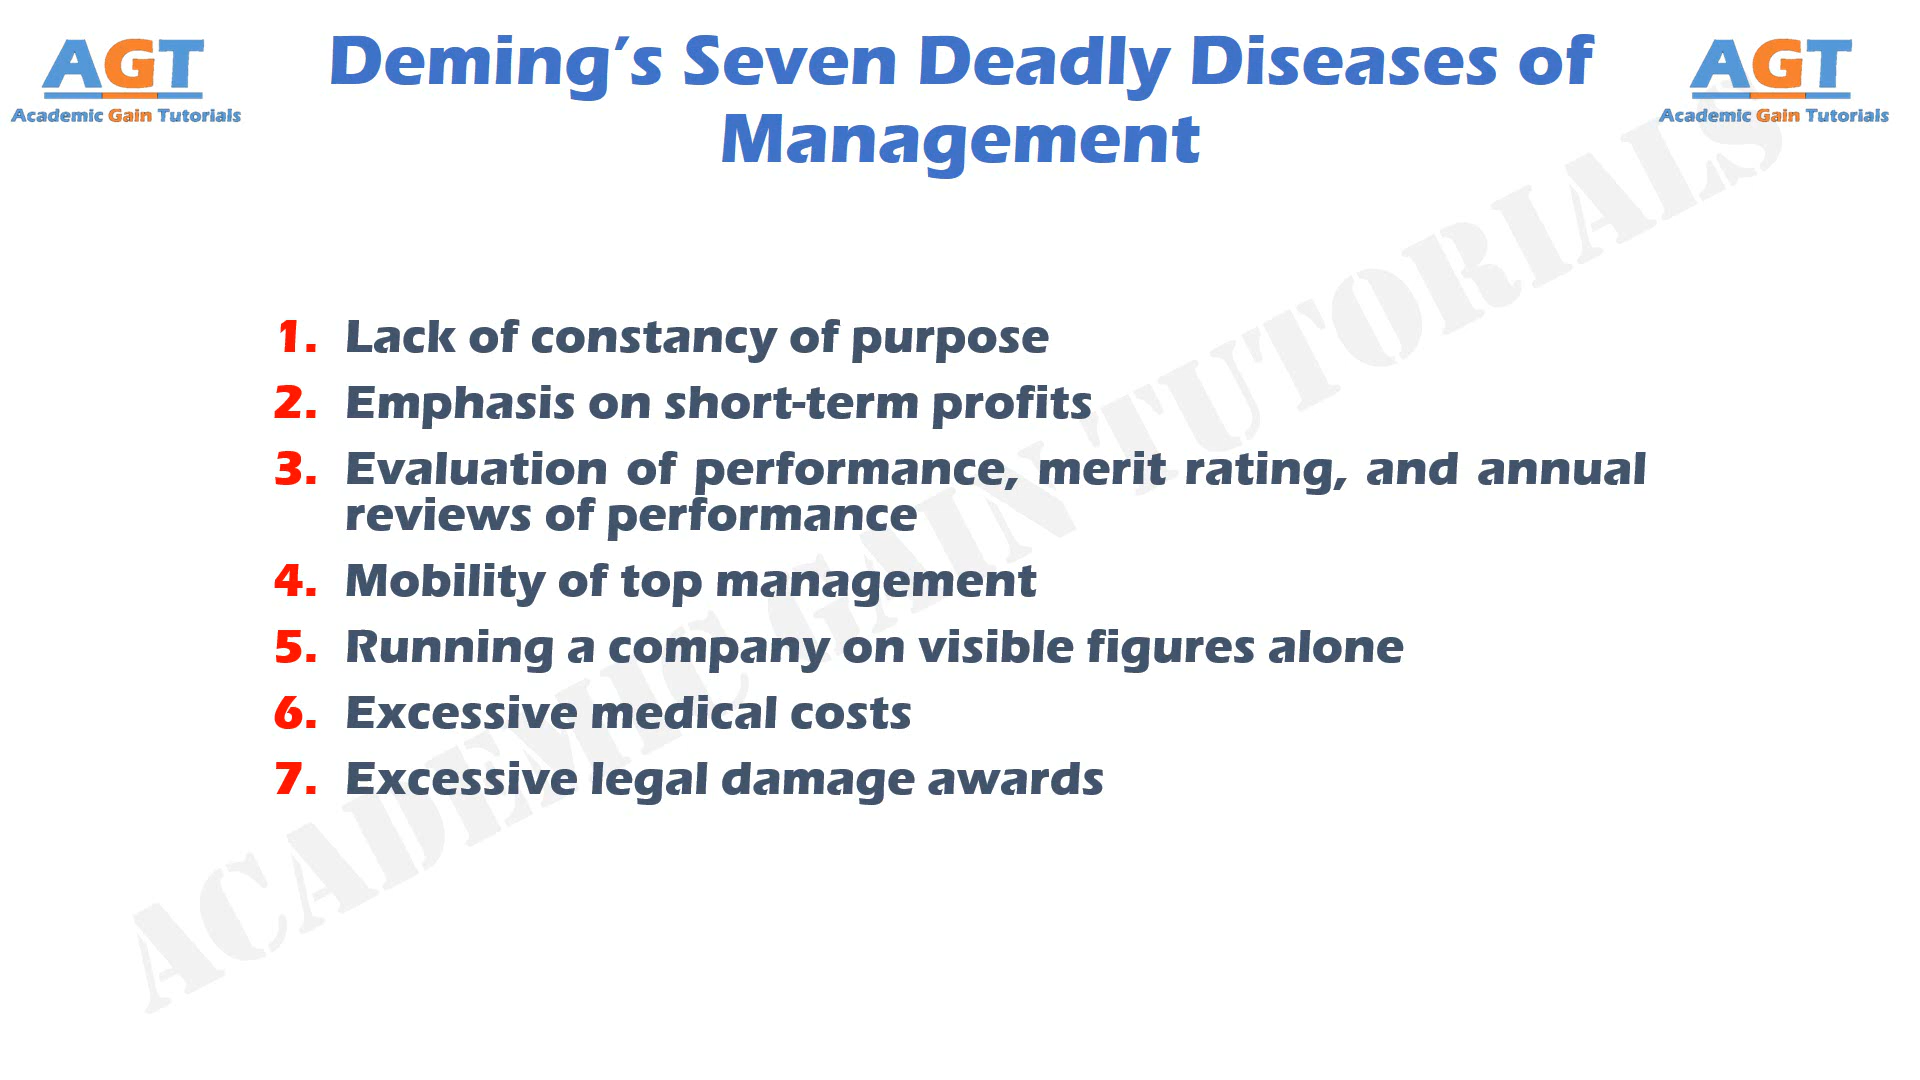 AGT
Academic Gain Tutorials
Deming’s Seven Deadly Diseases of
Management
AGT
Academic Gain Tutorials
1. Lack of constancy of purpose
2. Emphasis on short-term profits
3. Evaluation of performance, merit rating, and annual
reviews of performance
4. Mobility of top management
5. Running a company on visible figures alone
6. Excessive medical costs
7. Excessive legal damage awards
ACADEMIC GAIN TUTORIALS